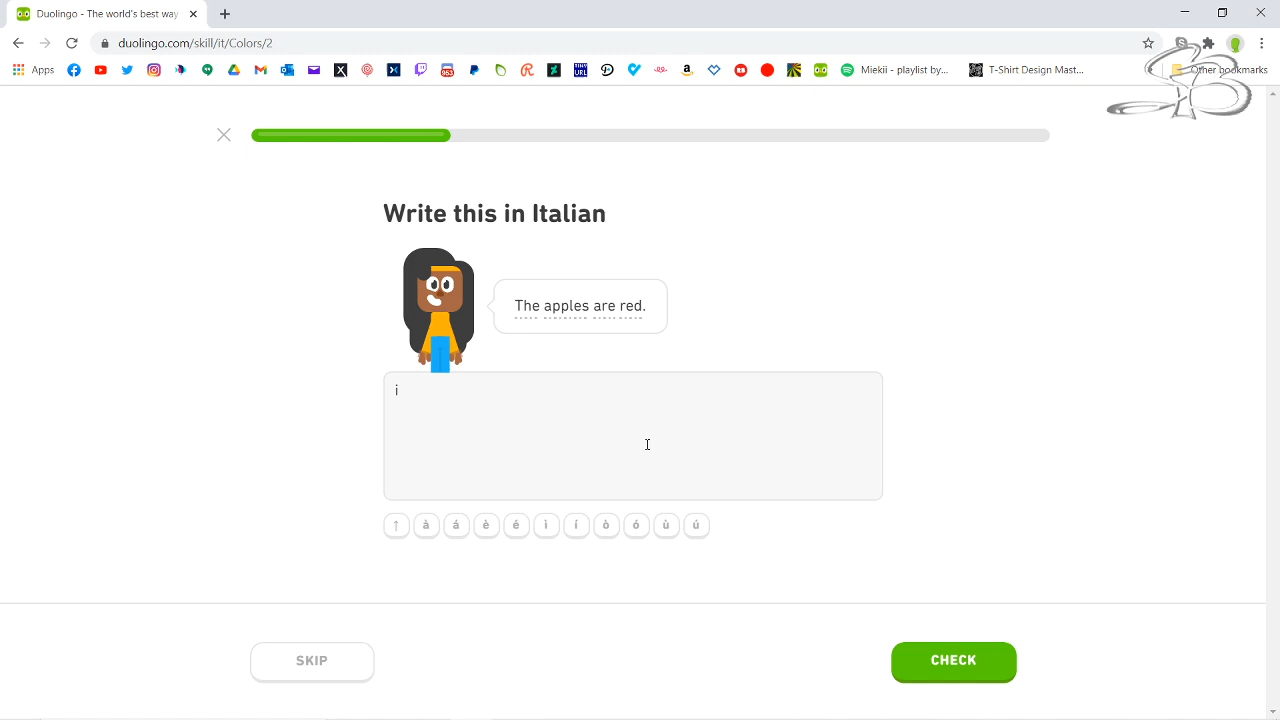 Duolingo - The world's best way
duolingo.com/skill/it/Colors/2
Apps
Miekii - playlist by...
T-Shirt Design Mast...
Other bookmarks
Write this in Italian
The apples are red.
i
↑ à á è é ì í ò ó ù ú
SKIP
CHECK